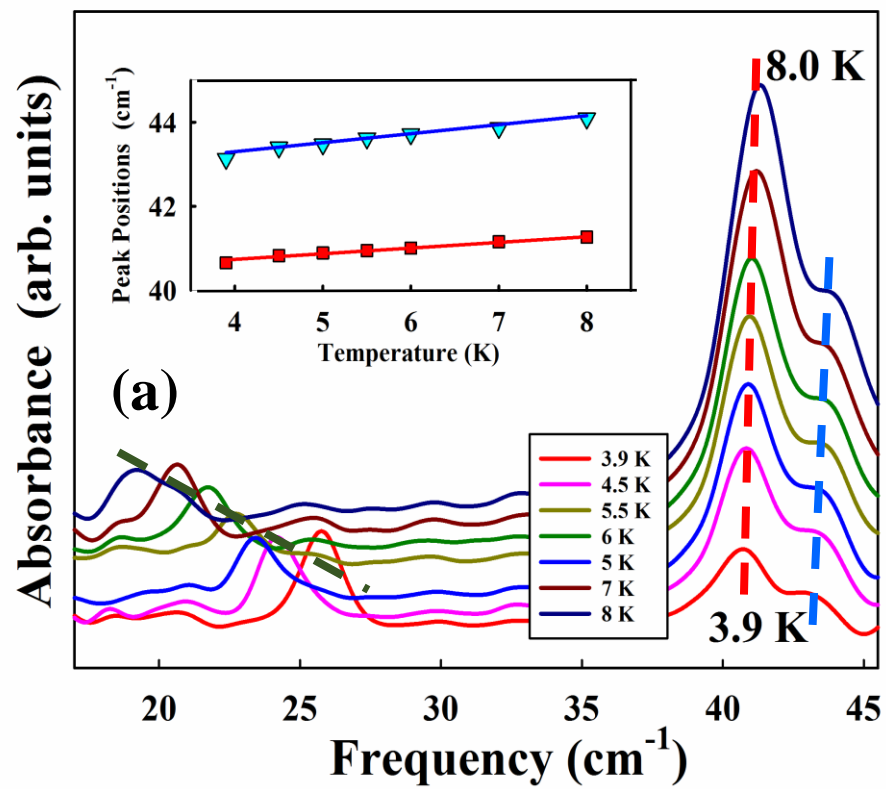 Absorbance (arb. units)
Peak Positions (cm⁻¹)
44
42
40
4 5 6 7 8
Temperature (K)
8.0 K
(a)
3.9 K
4.5 K
5.5 K
6 K
5 K
7 K
8 K
3.9 K
20 25 30 35 40 45
Frequency (cm⁻¹)